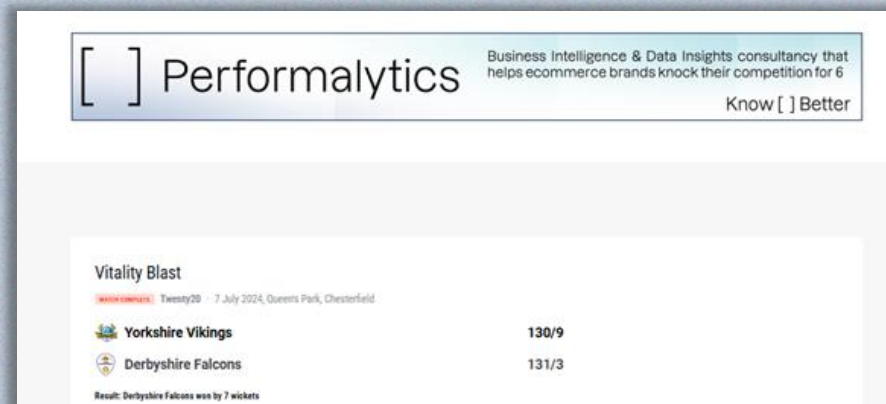 [ ] Performalytics
Business Intelligence & Data Insights consultancy that
helps ecommerce brands knock their competition for 6
Know [ ] Better
Vitality Blast
MATCH COMPLETE Twenty20 · 7 July 2024, Queen's Park, Chesterfield
Yorkshire Vikings 130/9
Derbyshire Falcons 131/3
Result: Derbyshire Falcons won by 7 wickets